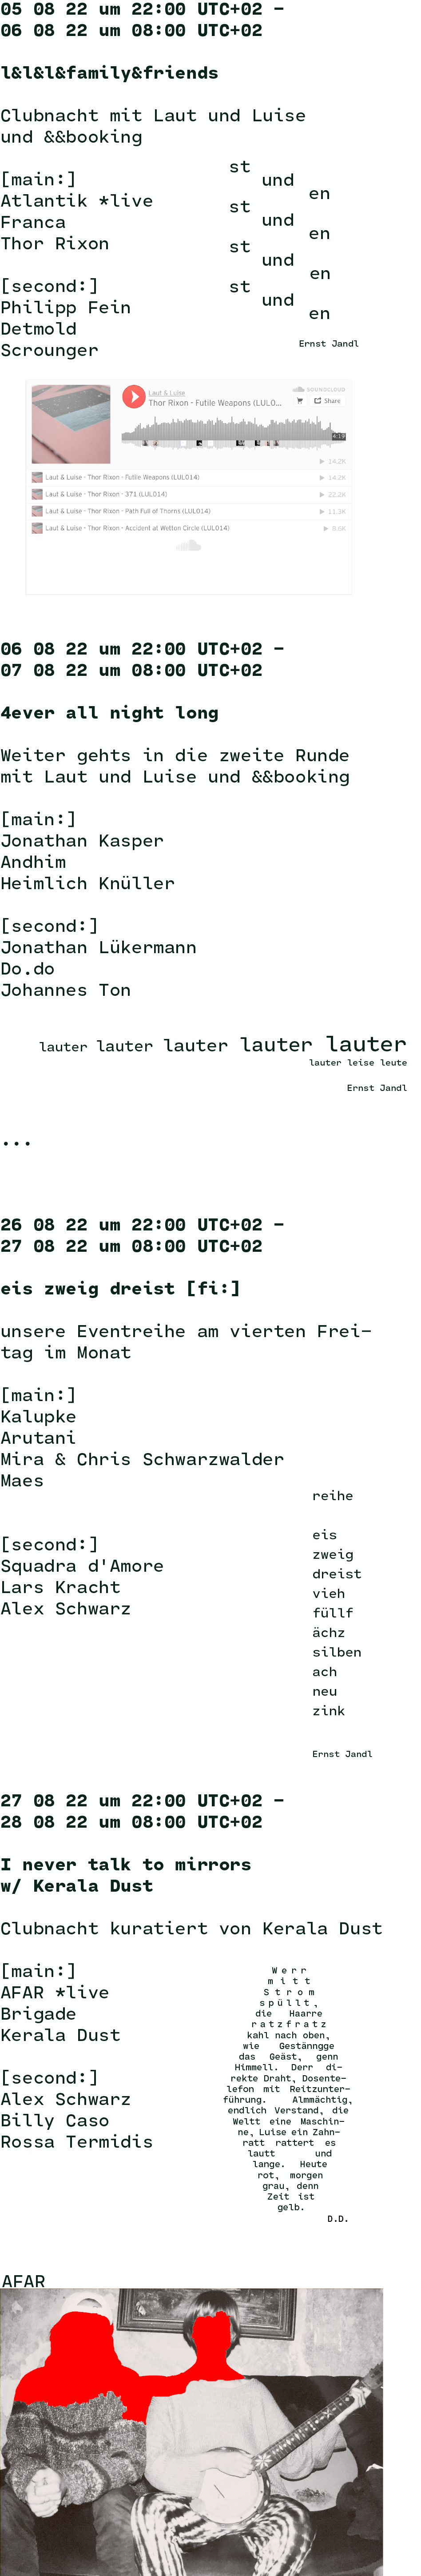 05 08 22 um 22:00 UTC+02 –
06 08 22 um 08:00 UTC+02
l&l&l&family&friends
Clubnacht mit Laut und Luise
und &&booking
[main:]
Atlantik *live
Franca
Thor Rixon
[second:]
Philipp Fein
Detmold
Scrounger
st
und
en
st
und
en
st
und
en
st
und
en
Ernst Jandl
Laut & Luise
Thor Rixon - Futile Weapons (LULO...
SOUNDCLOUD
Share
4:19
14.2K
Laut & Luise - Thor Rixon - Futile Weapons (LUL014) 14.2K
Laut & Luise - Thor Rixon - 371 (LUL014) 22.2K
Laut & Luise - Thor Rixon - Path Full of Thorns (LUL014) 11.3K
Laut & Luise - Thor Rixon - Accident at Wetton Circle (LUL014) 8.6K
06 08 22 um 22:00 UTC+02 –
07 08 22 um 08:00 UTC+02
4ever all night long
Weiter gehts in die zweite Runde
mit Laut und Luise und &&booking
[main:]
Jonathan Kasper
Andhim
Heimlich Knüller
[second:]
Jonathan Lükermann
Do.do
Johannes Ton
lauter lauter lauter lauter lauter
lauter leise leute
Ernst Jandl
...
26 08 22 um 22:00 UTC+02 –
27 08 22 um 08:00 UTC+02
eis zweig dreist [fi:]
unsere Eventreihe am vierten Frei–
tag im Monat
[main:]
Kalupke
Arutani
Mira & Chris Schwarzwalder
Maes
[second:]
Squadra d'Amore
Lars Kracht
Alex Schwarz
reihe
eis
zweig
dreist
vieh
füllf
ächz
silben
ach
neu
zink
Ernst Jandl
27 08 22 um 22:00 UTC+02 –
28 08 22 um 08:00 UTC+02
I never talk to mirrors
w/ Kerala Dust
Clubnacht kuratiert von Kerala Dust
[main:]
AFAR *live
Brigade
Kerala Dust
[second:]
Alex Schwarz
Billy Caso
Rossa Termidis
Werr
mitt
Strom
spüllt,
die Haarre
ratzfratz
kahl nach oben,
wie Gestänngge
das Geäst, genn
Himmell. Derr di–
rekte Draht, Dosente–
lefon mit Reitzunter–
führung. Almmächtig,
endlich Verstand, die
Weltt eine Maschin–
ne, Luise ein Zahn–
ratt rattert es
lautt und
lange. Heute
rot, morgen
grau, denn
Zeit ist
gelb.
D.D.
AFAR